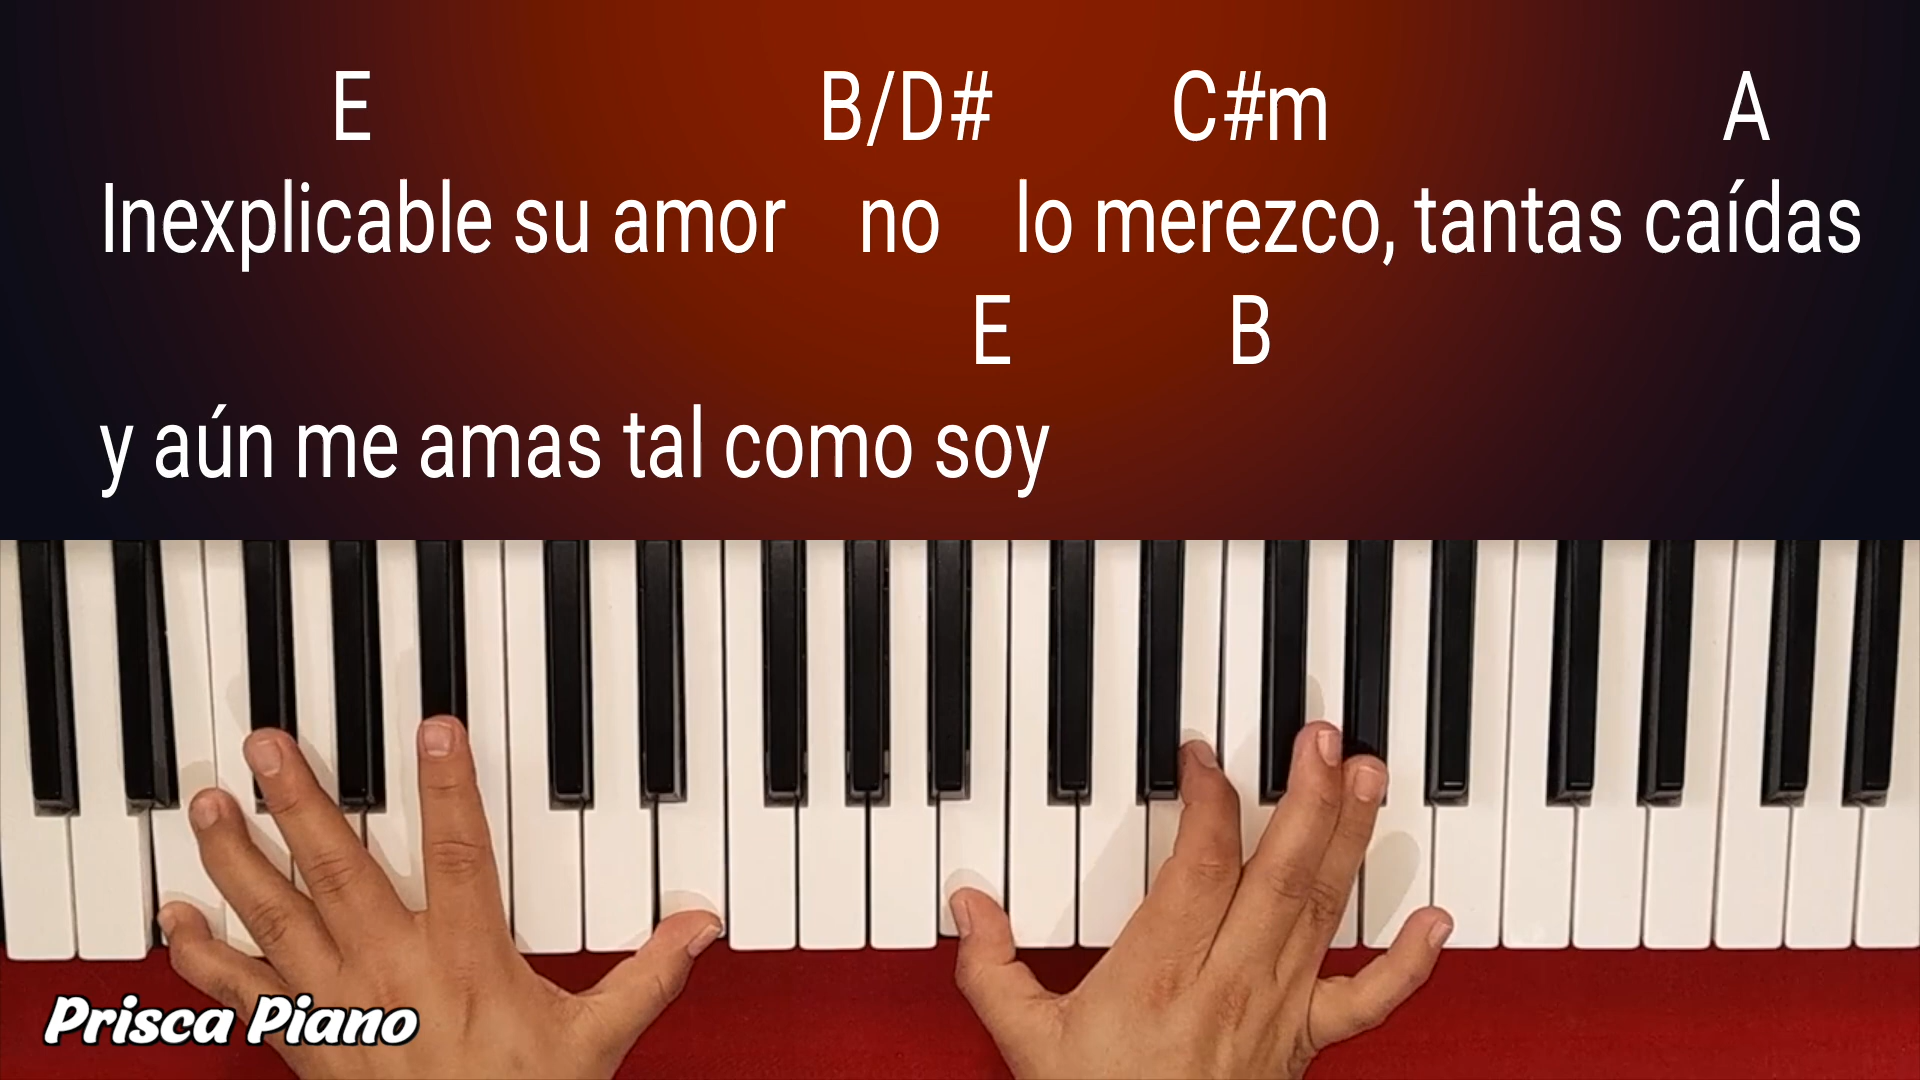 E B/D# C#m A
Inexplicable su amor no lo merezco, tantas caídas
E B
y aún me amas tal como soy
Prisca Piano